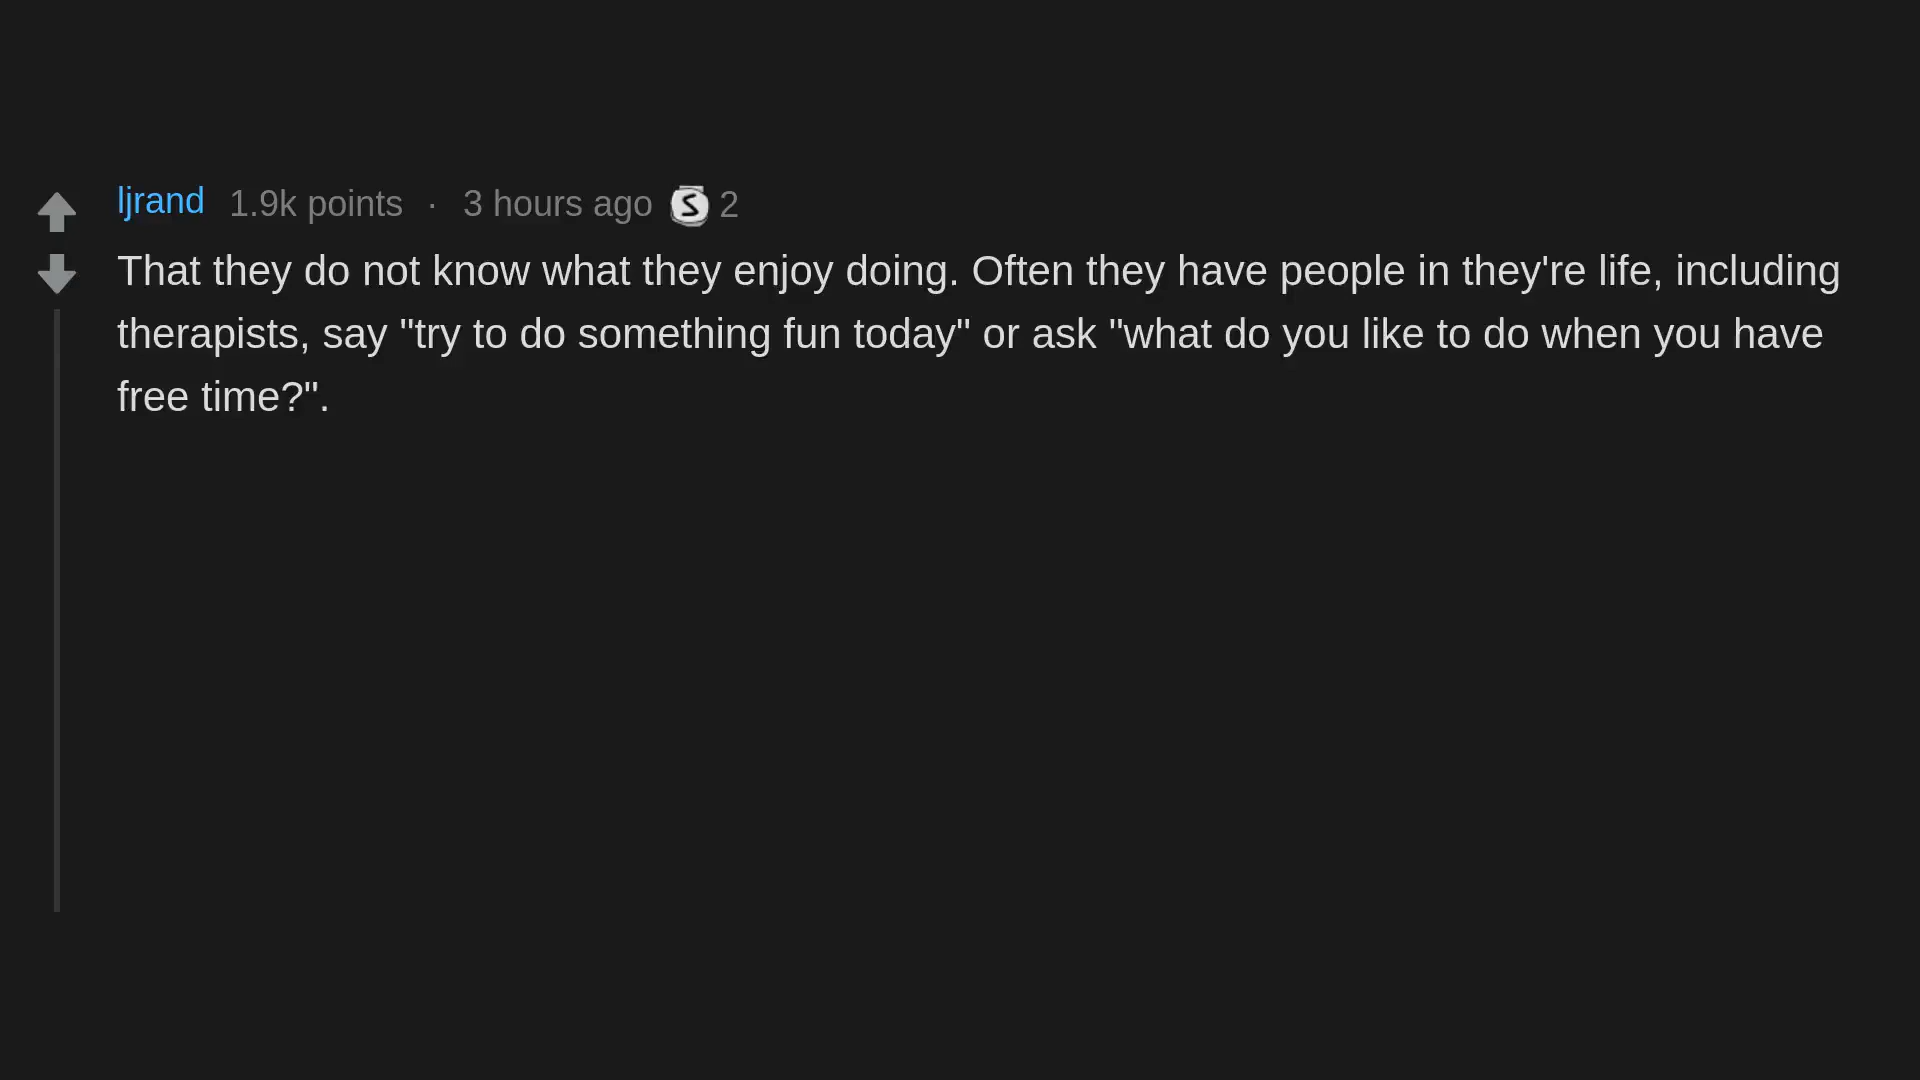 ljrand 1.9k points · 3 hours ago S 2
That they do not know what they enjoy doing. Often they have people in they're life, including
therapists, say "try to do something fun today" or ask "what do you like to do when you have
free time?".